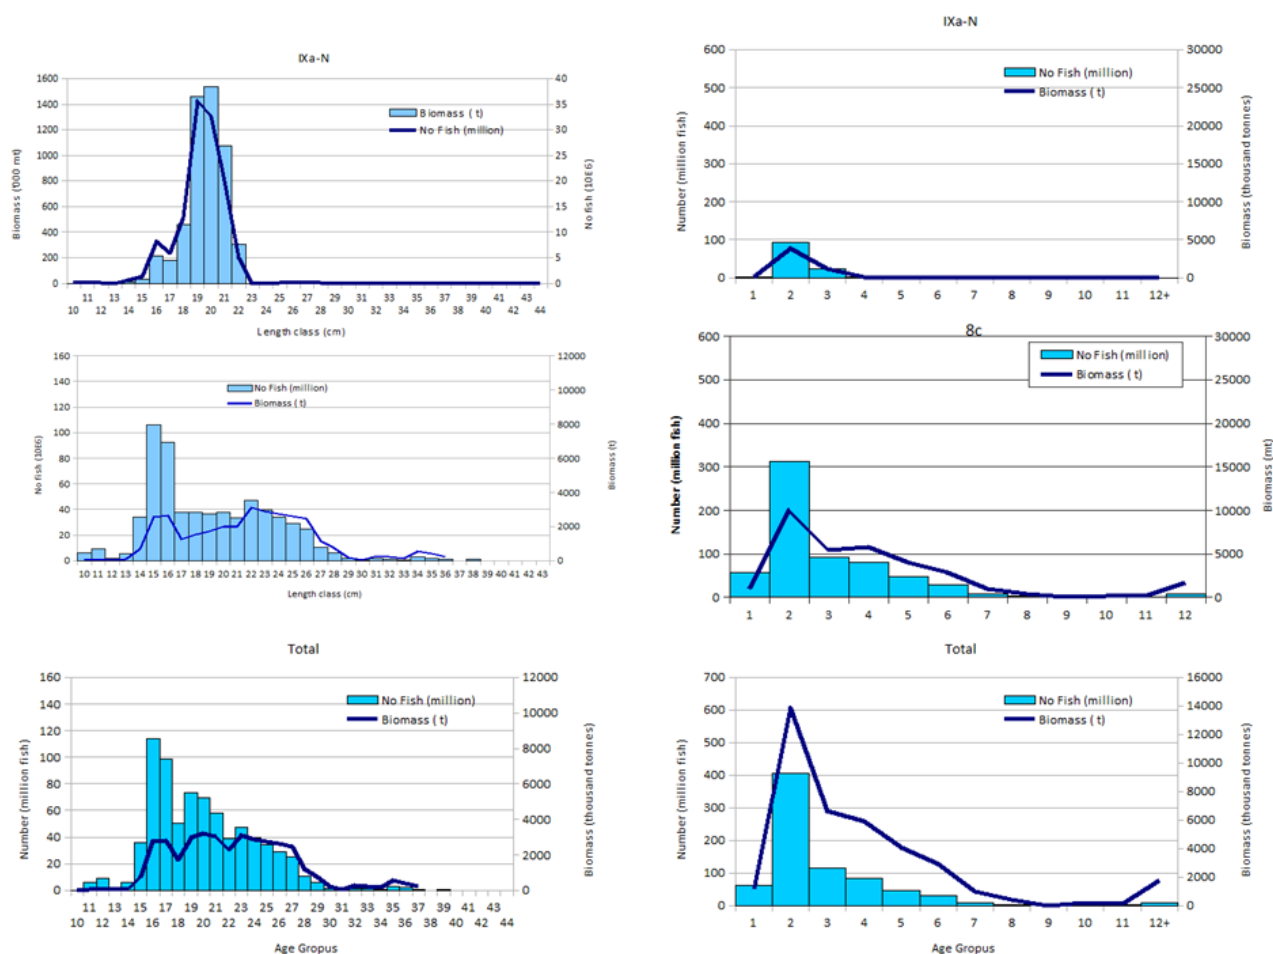 IXa-N
1600
1400
1200
1000
800
600
400
200
0
Biomass ('000 mt)
40
35
30
25
20
15
10
5
0
No fish (10E6)
Biomass ( t)
No Fish (million)
11 13 15 17 19 21 23 25 27 29 31 33 35 37 39 41 43
10 12 14 16 18 20 22 24 26 28 30 32 34 36 38 40 42 44
Length class (cm)
160
140
120
100
80
60
40
20
0
No fish (10E6)
12000
10000
8000
6000
4000
2000
0
Biomass (t)
No Fish (million)
Biomass ( t)
10 11 12 13 14 15 16 17 18 19 20 21 22 23 24 25 26 27 28 29 30 31 32 33 34 35 36 37 38 39 40 41 42 43
Length class (cm)
Total
160
140
120
100
80
60
40
20
0
Number (million fish)
12000
10000
8000
6000
4000
2000
0
Biomass (thousand tonnes)
No Fish (million)
Biomass ( t)
11 13 15 17 19 21 23 25 27 29 31 33 35 37 39 41 43
10 12 14 16 18 20 22 24 26 28 30 32 34 36 38 40 42 44
Age Gropus
IXa-N
600
500
400
300
200
100
0
Number (million fish)
30000
25000
20000
15000
10000
5000
0
Biomass (thousand tonnes)
No Fish (million)
Biomass ( t)
1 2 3 4 5 6 7 8 9 10 11 12+
8c
600
500
400
300
200
100
0
Number (million fish)
30000
25000
20000
15000
10000
5000
0
Biomass (mt)
No Fish (million)
Biomass ( t)
1 2 3 4 5 6 7 8 9 10 11 12
Total
700
600
500
400
300
200
100
0
Number (million fish)
16000
14000
12000
10000
8000
6000
4000
2000
0
Biomass (thousand tonnes)
No Fish (million)
Biomass ( t)
1 2 3 4 5 6 7 8 9 10 11 12+
Age Gropus